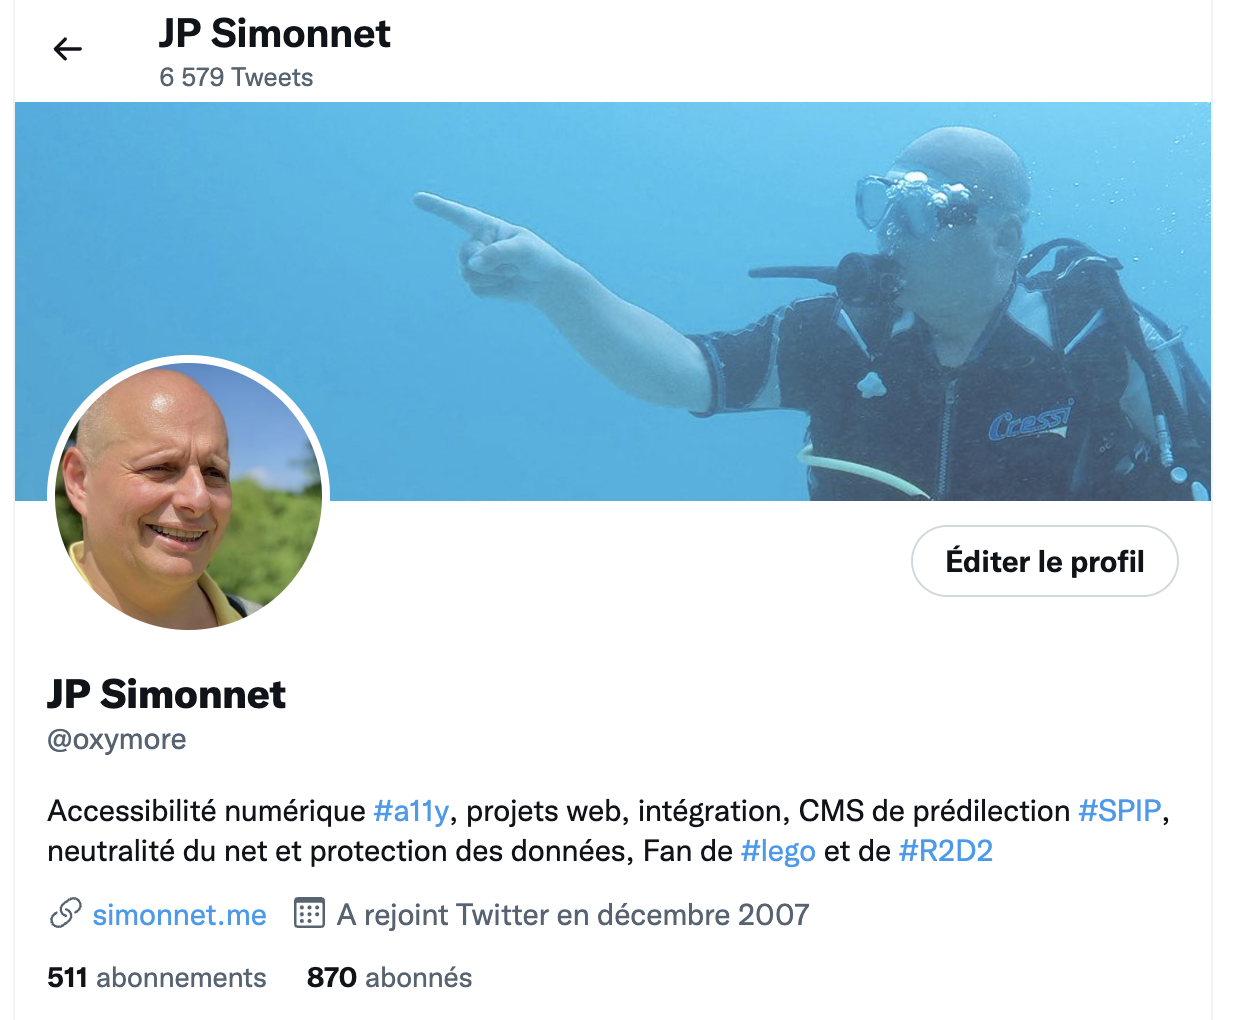 JP Simonnet
6 579 Tweets
Cressi
Éditer le profil
JP Simonnet
@oxymore
Accessibilité numérique #a11y, projets web, intégration, CMS de prédilection #SPIP,
neutralité du net et protection des données, Fan de #lego et de #R2D2
simonnet.me A rejoint Twitter en décembre 2007
511 abonnements 870 abonnés